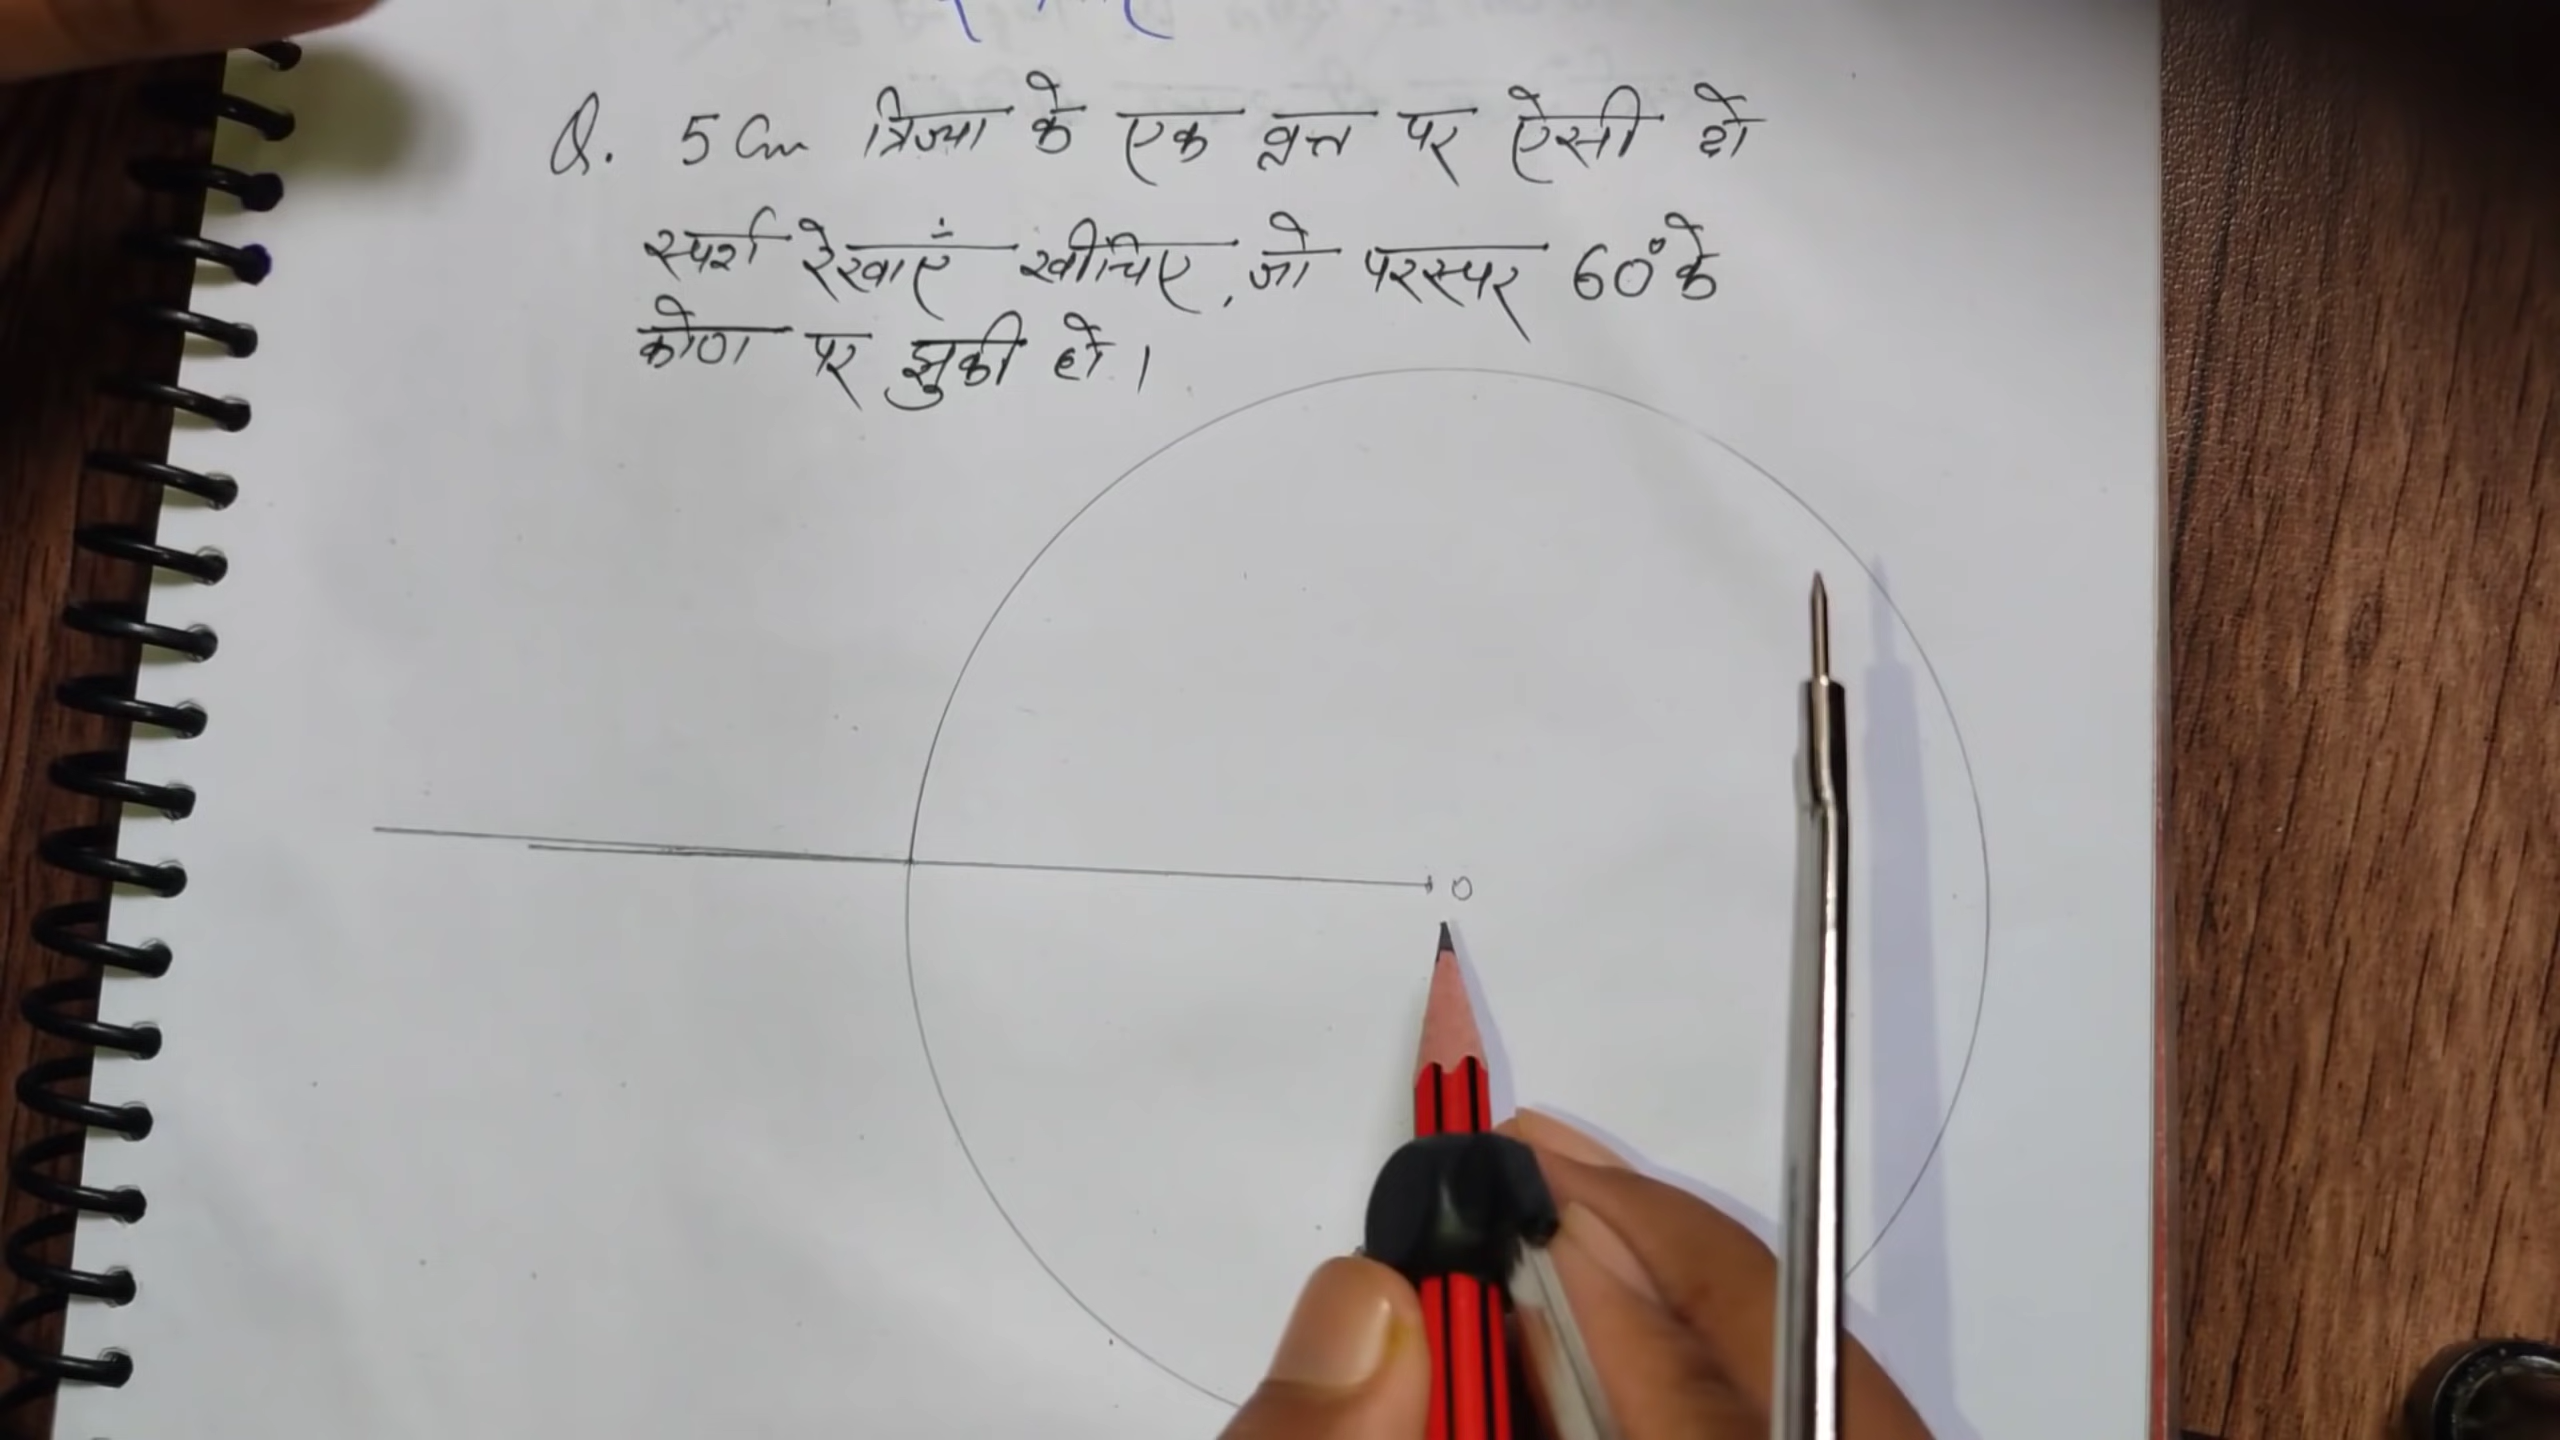 Q. 5 Cm त्रिज्या के एक वृत्त पर ऐसी दो
स्पर्श रेखाएं खींचिए, जो परस्पर 60° के
कोण पर झुकी हो।
O